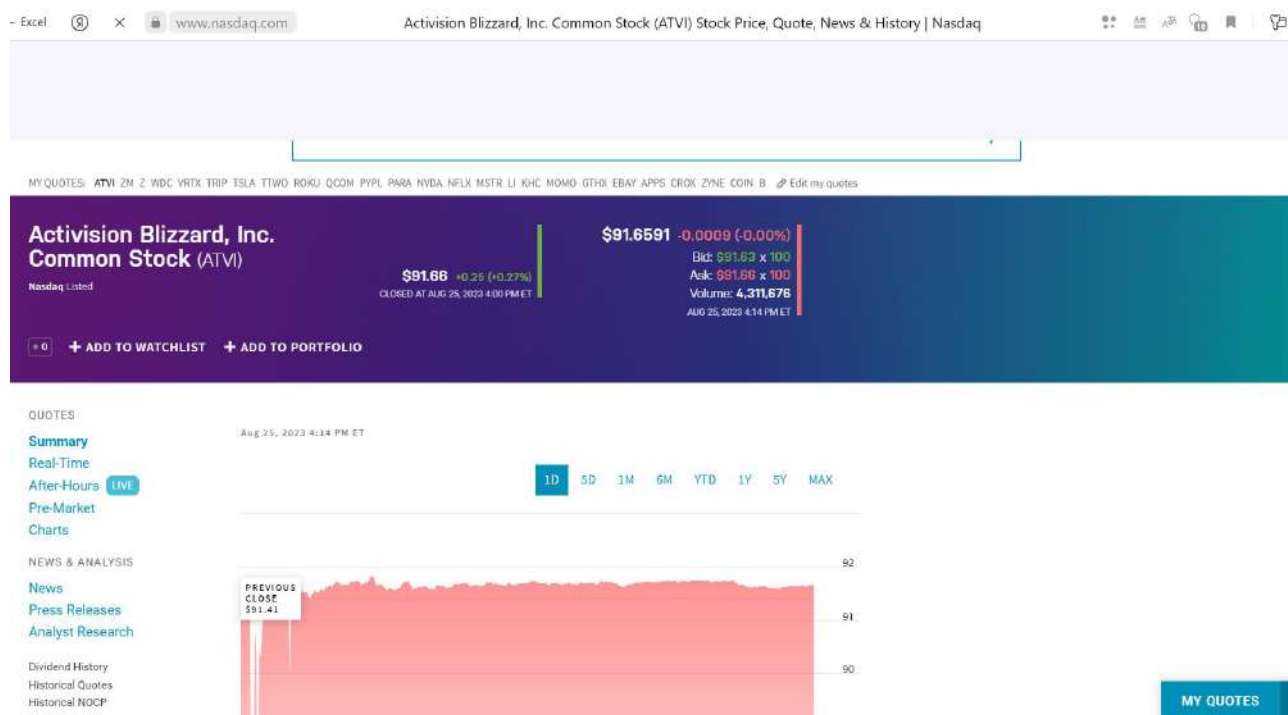 - Excel
www.nasdaq.com
Activision Blizzard, Inc. Common Stock (ATVI) Stock Price, Quote, News & History | Nasdaq
MY QUOTES: ATVI ZM Z WDC VRTX TRIP TSLA TTWO ROKU QCOM PYPL PARA NVDA NFLX MSTR LI KHC MOMO GTHX EBAY APPS CROX ZYNE COIN B Edit my quotes
Activision Blizzard, Inc.
Common Stock (ATVI)
Nasdaq Listed
$91.66 +0.25 (+0.27%)
CLOSED AT AUG 25, 2023 4:00 PM ET
$91.6591 -0.0009 (-0.00%)
Bid: $91.63 x 100
Ask: $91.66 x 100
Volume: 4,311,676
AUG 25, 2023 4:14 PM ET
+ ADD TO WATCHLIST + ADD TO PORTFOLIO
QUOTES
Summary
Real-Time
After-Hours LIVE
Pre-Market
Charts
NEWS & ANALYSIS
News
Press Releases
Analyst Research
Dividend History
Historical Quotes
Historical NOCP
Aug 25, 2023 4:14 PM ET
1D 5D 1M 6M YTD 1Y 5Y MAX
PREVIOUS
CLOSE
$91.41
92
91
90
MY QUOTES